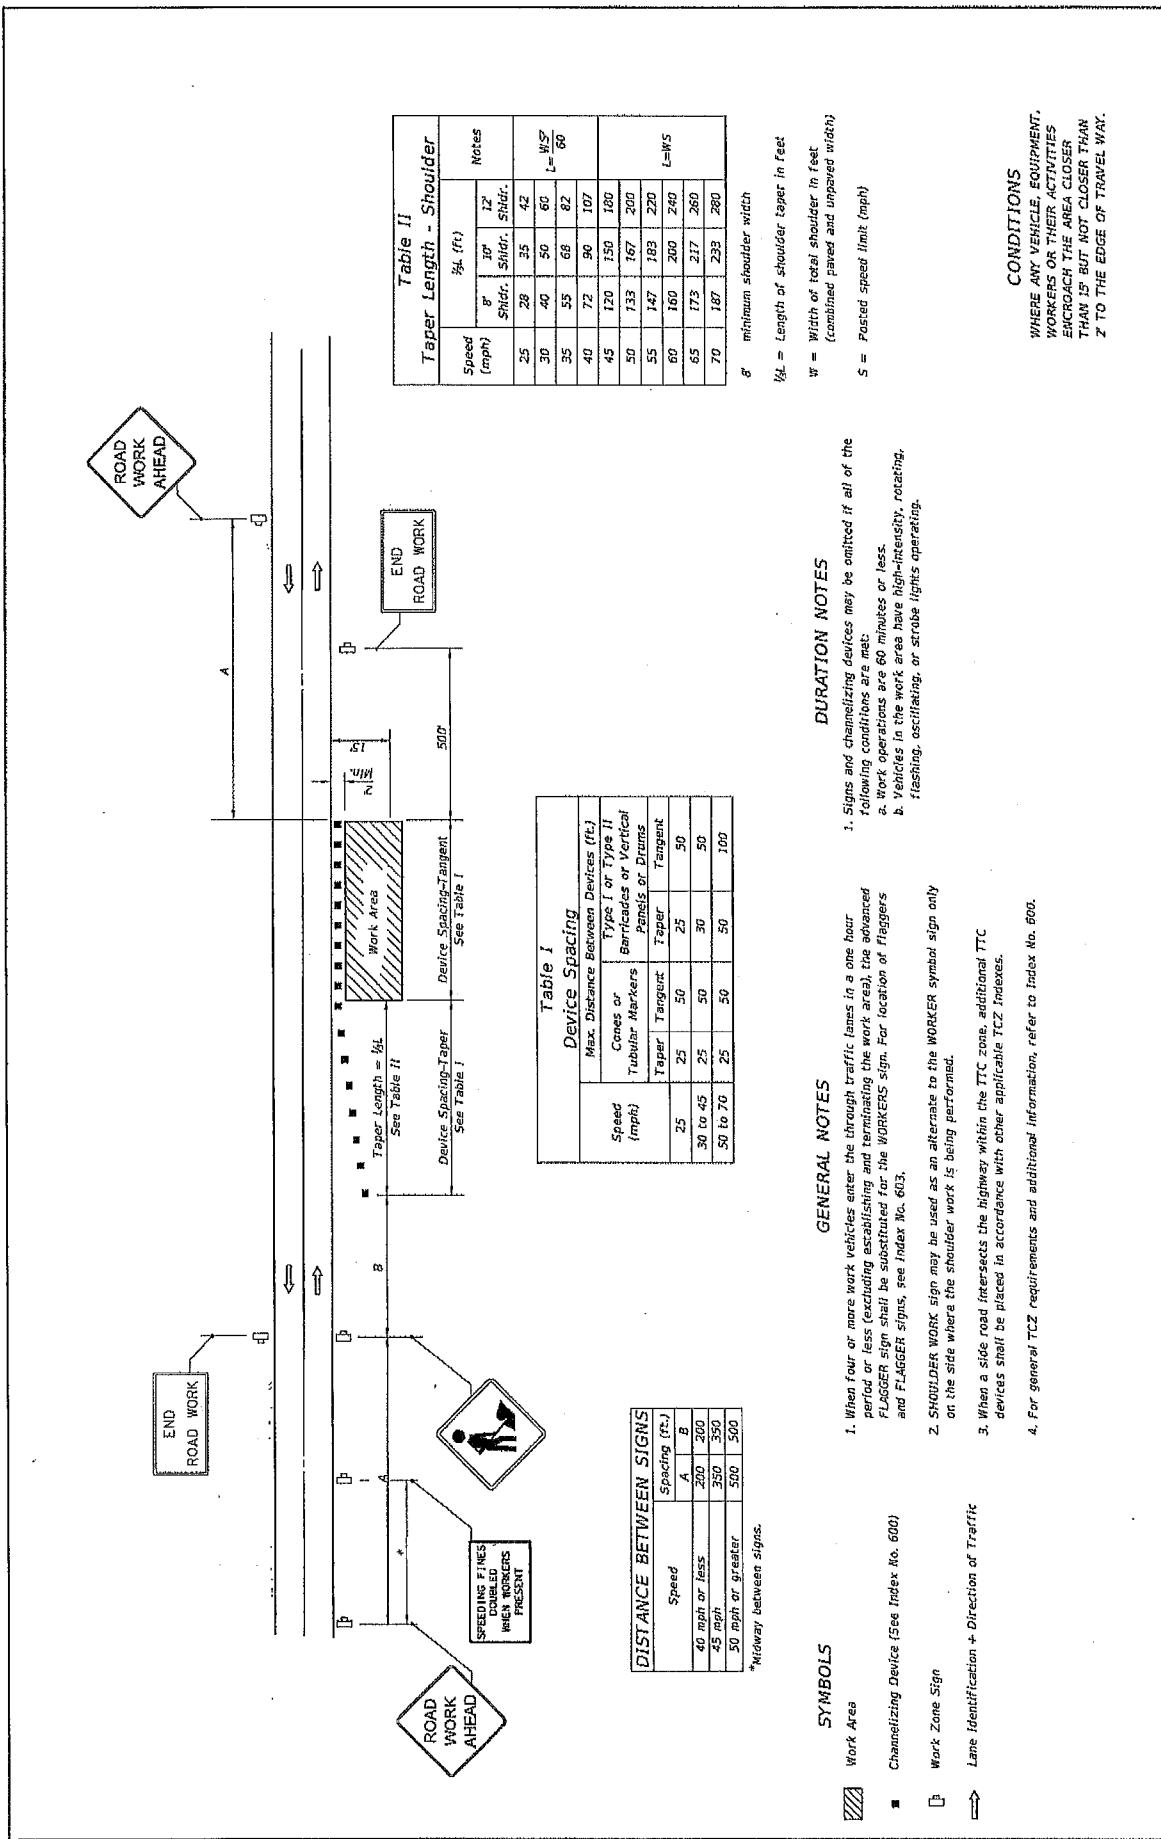 ROAD
WORK
AHEAD
A
END
ROAD WORK
15'
2'
Min.
500'
Work Area
Device Spacing-Tangent
See Table I
Taper Length = ⅓L
See Table II
Device Spacing-Taper
See Table I
B
END
ROAD WORK
A
*
SPEEDING FINES
DOUBLED
WHEN WORKERS
PRESENT
ROAD
WORK
AHEAD
Table II
Taper Length - Shoulder
Speed (mph) ⅓L (ft) Notes
8' Shldr. 10' Shldr. 12' Shldr.
25 28 35 42
30 40 50 60
35 55 68 82
40 72 90 107
L= WS²/60
45 120 150 180
50 133 167 200
55 147 183 220
60 160 200 240
65 173 217 260
70 187 233 280
L=WS
8' minimum shoulder width
⅓L = Length of shoulder taper in feet
W = Width of total shoulder in feet
(combined paved and unpaved width)
S = Posted speed limit (mph)
Table I
Device Spacing
Speed (mph) Max. Distance Between Devices (ft.)
Cones or Tubular Markers Type I or Type II Barricades or Vertical Panels or Drums
Taper Tangent Taper Tangent
25 25 50 25 50
30 to 45 25 50 30 50
50 to 70 25 50 50 100
DISTANCE BETWEEN SIGNS
Speed Spacing (ft.)
A B
40 mph or less 200 200
45 mph 350 350
50 mph or greater 500 500
*Midway between signs.
SYMBOLS
Work Area
Channelizing Device (See Index No. 600)
Work Zone Sign
Lane Identification + Direction of Traffic
GENERAL NOTES
1. When four or more work vehicles enter the through traffic lanes in a one hour
period or less (excluding establishing and terminating the work area), the advanced
FLAGGER sign shall be substituted for the WORKERS sign. For location of flaggers
and FLAGGER signs, see Index No. 603.
2. SHOULDER WORK sign may be used as an alternate to the WORKER symbol sign only
on the side where the shoulder work is being performed.
3. When a side road intersects the highway within the TTC zone, additional TTC
devices shall be placed in accordance with other applicable TCZ Indexes.
4. For general TCZ requirements and additional information, refer to Index No. 600.
DURATION NOTES
1. Signs and channelizing devices may be omitted if all of the
following conditions are met:
a. Work operations are 60 minutes or less.
b. Vehicles in the work area have high-intensity, rotating,
flashing, oscillating, or strobe lights operating.
CONDITIONS
WHERE ANY VEHICLE, EQUIPMENT,
WORKERS OR THEIR ACTIVITIES
ENCROACH THE AREA CLOSER
THAN 15' BUT NOT CLOSER THAN
2' TO THE EDGE OF TRAVEL WAY.